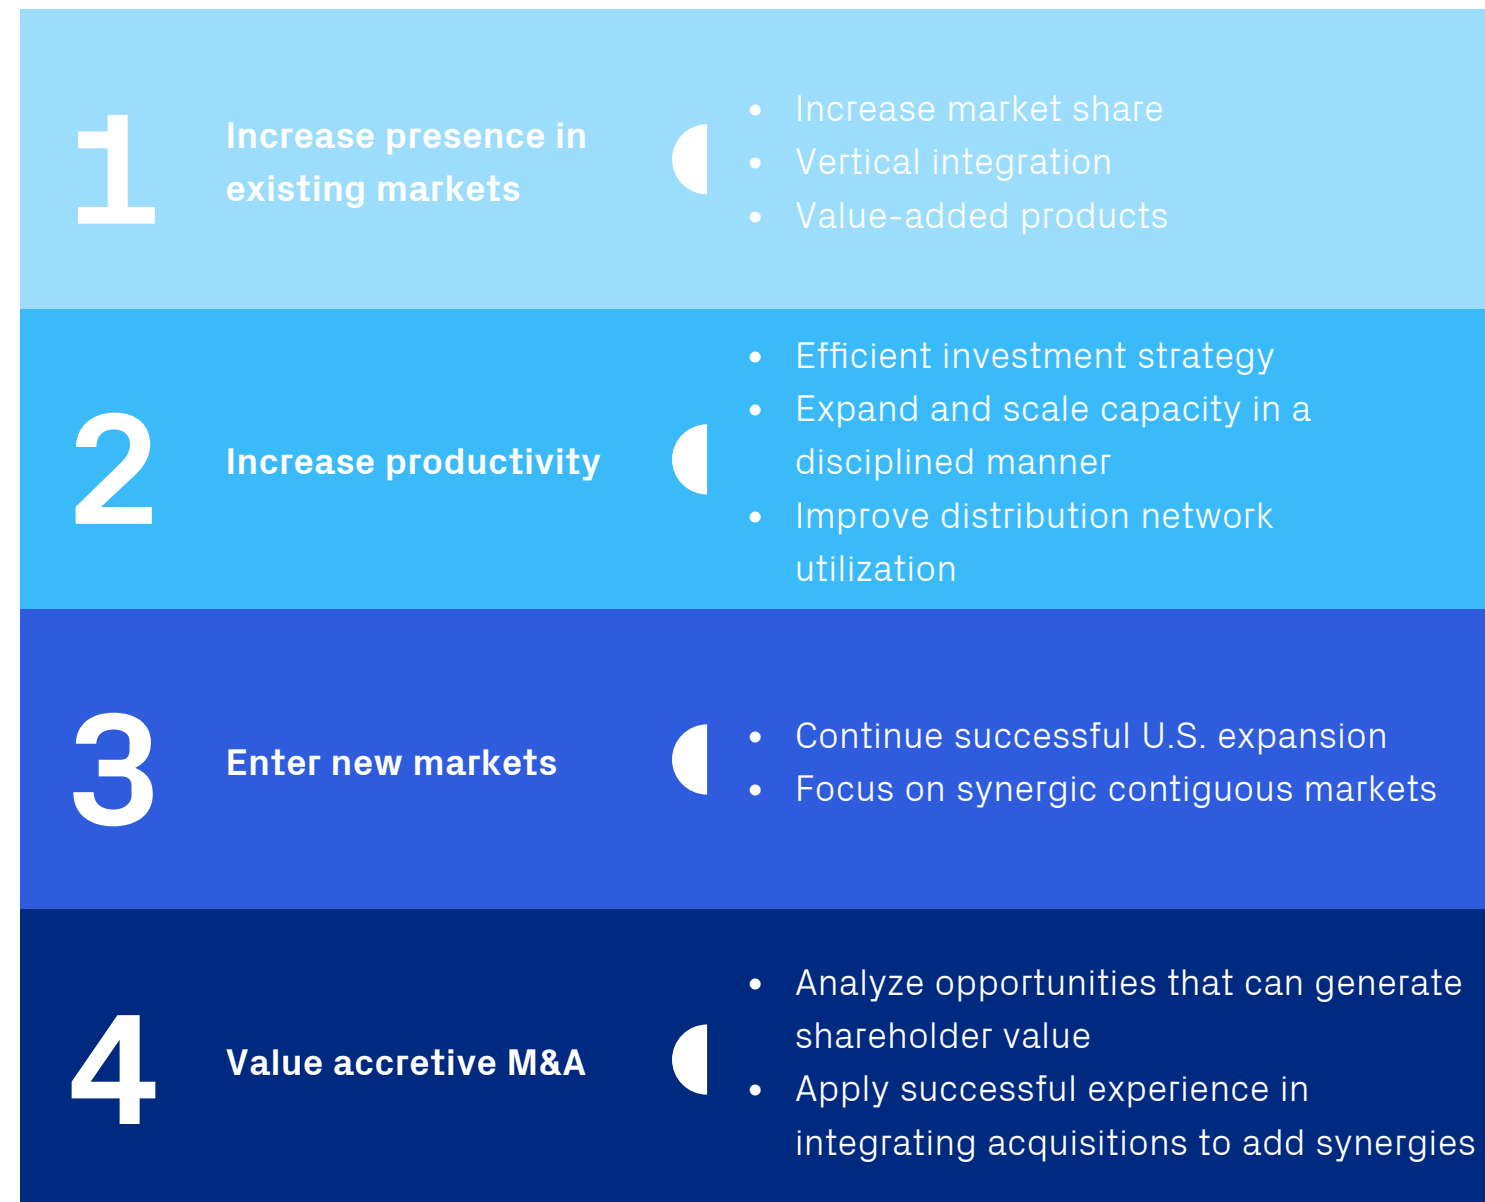 1
Increase presence in
existing markets
• Increase market share
• Vertical integration
• Value-added products
2
Increase productivity
• Efficient investment strategy
• Expand and scale capacity in a
disciplined manner
• Improve distribution network
utilization
3
Enter new markets
• Continue successful U.S. expansion
• Focus on synergic contiguous markets
4
Value accretive M&A
• Analyze opportunities that can generate
shareholder value
• Apply successful experience in
integrating acquisitions to add synergies